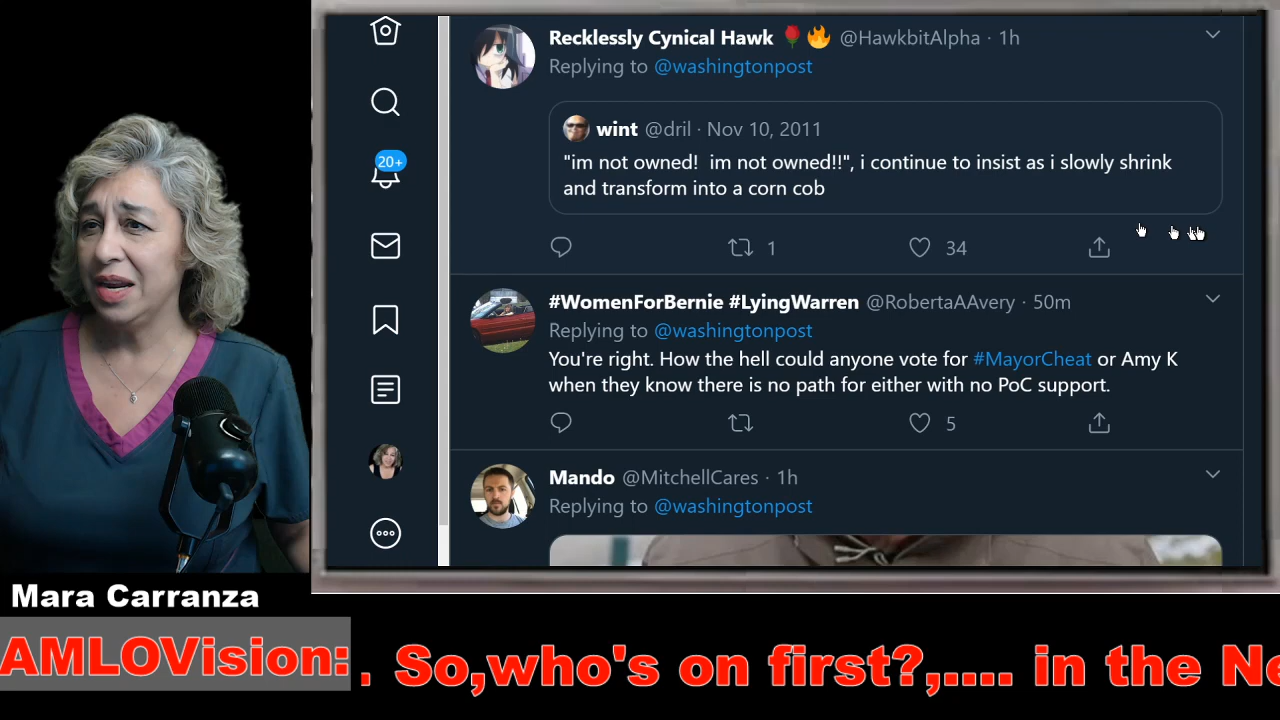 Recklessly Cynical Hawk 🌹🔥 @HawkbitAlpha · 1h
Replying to @washingtonpost
wint @dril · Nov 10, 2011
"im not owned!  im not owned!!", i continue to insist as i slowly shrink
and transform into a corn cob
1
34
20+
#WomenForBernie #LyingWarren @RobertaAAvery · 50m
Replying to @washingtonpost
You're right. How the hell could anyone vote for #MayorCheat or Amy K
when they know there is no path for either with no PoC support.
5
Mando @MitchellCares · 1h
Replying to @washingtonpost
Mara Carranza
AMLOVision: . So,who's on first?,.... in the Ne